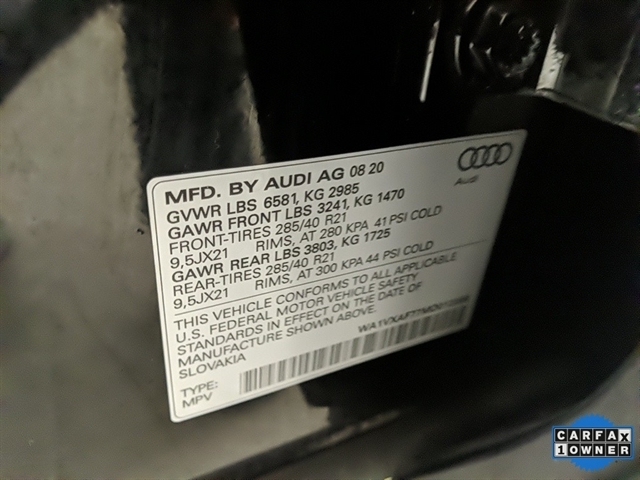 MFD. BY AUDI AG 08 20
GVWR LBS 6581, KG 2985
GAWR FRONT LBS 3241, KG 1470
FRONT-TIRES 285/40 R21
9,5JX21 RIMS, AT 280 KPA 41 PSI COLD
GAWR REAR LBS 3803, KG 1725
REAR-TIRES 285/40 R21
9,5JX21 RIMS, AT 300 KPA 44 PSI COLD
THIS VEHICLE CONFORMS TO ALL APPLICABLE
U.S. FEDERAL MOTOR VEHICLE SAFETY
STANDARDS IN EFFECT ON THE DATE OF
MANUFACTURE SHOWN ABOVE.
SLOVAKIA
TYPE:
MPV
Audi
CARFAX
1 OWNER